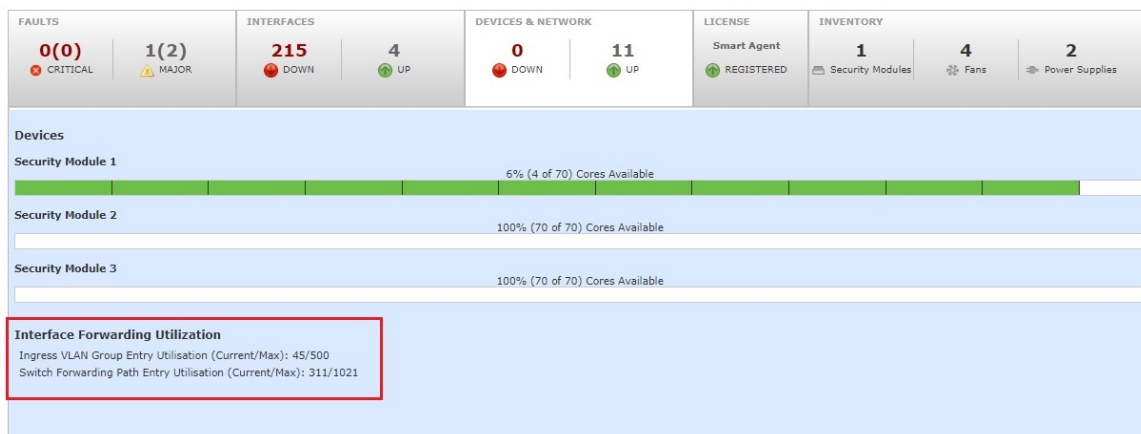 FAULTS
0(0)
CRITICAL
1(2)
MAJOR
INTERFACES
215
DOWN
4
UP
DEVICES & NETWORK
0
DOWN
11
UP
LICENSE
Smart Agent
REGISTERED
INVENTORY
1
Security Modules
4
Fans
2
Power Supplies
Devices
Security Module 1
6% (4 of 70) Cores Available
Security Module 2
100% (70 of 70) Cores Available
Security Module 3
100% (70 of 70) Cores Available
Interface Forwarding Utilization
Ingress VLAN Group Entry Utilisation (Current/Max): 45/500
Switch Forwarding Path Entry Utilisation (Current/Max): 311/1021